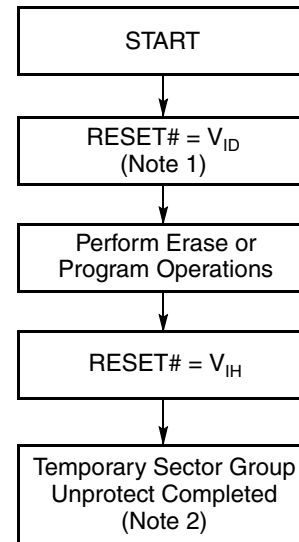 START
RESET# = V_ID
(Note 1)
Perform Erase or
Program Operations
RESET# = V_IH
Temporary Sector Group
Unprotect Completed
(Note 2)